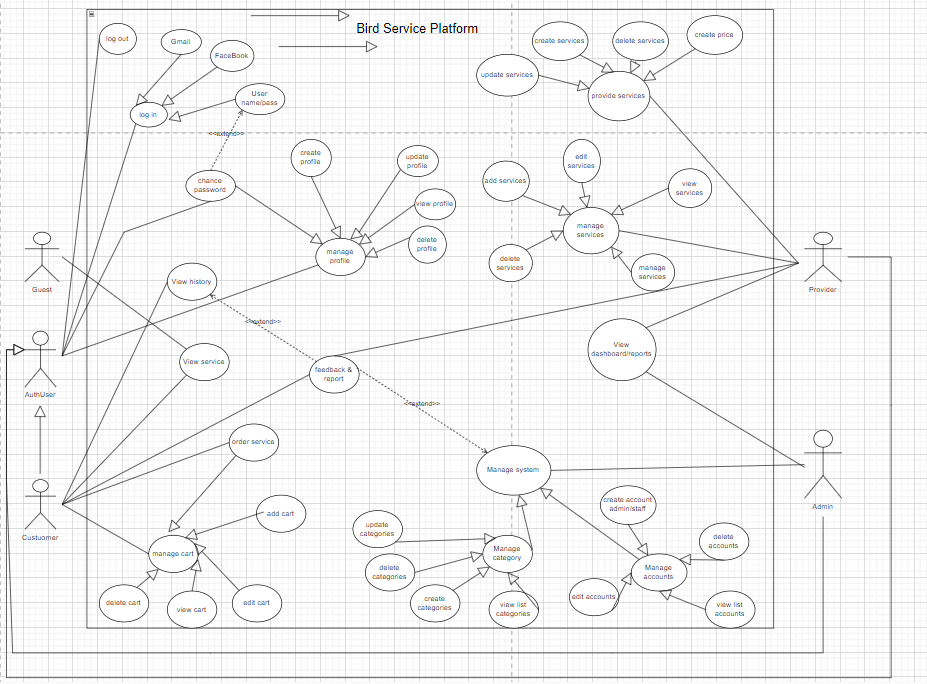 Bird Service Platform
log out
Gmail
FaceBook
User
name/pass
log in
<<extend>>
chance
password
create
profile
update
profile
view profile
delete
profile
manage
profile
create services
delete services
create price
update services
provide services
add services
edit
services
view
services
manage
services
delete
services
manage
services
Guest
Provider
View history
<<extend>>
View service
feedback &
report
View
dashboard/reports
<<extend>>
AuthUser
order service
Manage system
Admin
Custuomer
add cart
manage cart
delete cart
view cart
edit cart
update
categories
delete
categories
create
categories
view list
categories
Manage
category
create account
admin/staff
delete
accounts
Manage
accounts
edit accounts
view list
accounts